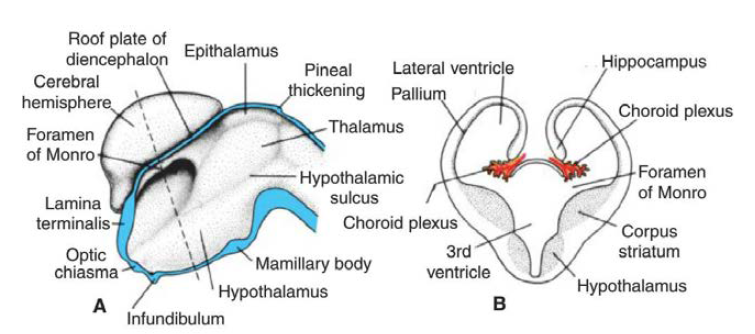 Roof plate of
diencephalon
Epithalamus
Cerebral
hemisphere
Pineal
thickening
Foramen
of Monro
Thalamus
Hypothalamic
sulcus
Lamina
terminalis
Optic
chiasma
Mamillary body
Hypothalamus
A
Infundibulum
Lateral ventricle
Hippocampus
Pallium
Choroid plexus
Foramen
of Monro
Choroid plexus
Corpus
striatum
3rd
ventricle
Hypothalamus
B